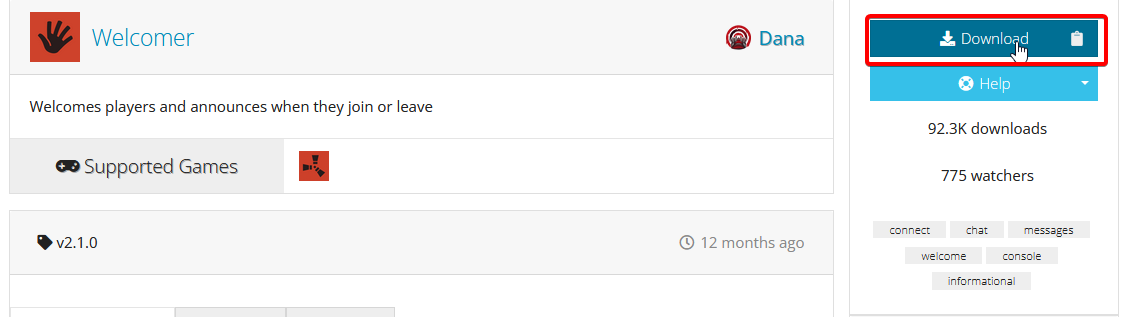 Welcomer
Dana
Welcomes players and announces when they join or leave
Supported Games
v2.1.0
12 months ago
Download
Help
92.3K downloads
775 watchers
connect
chat
messages
welcome
console
informational